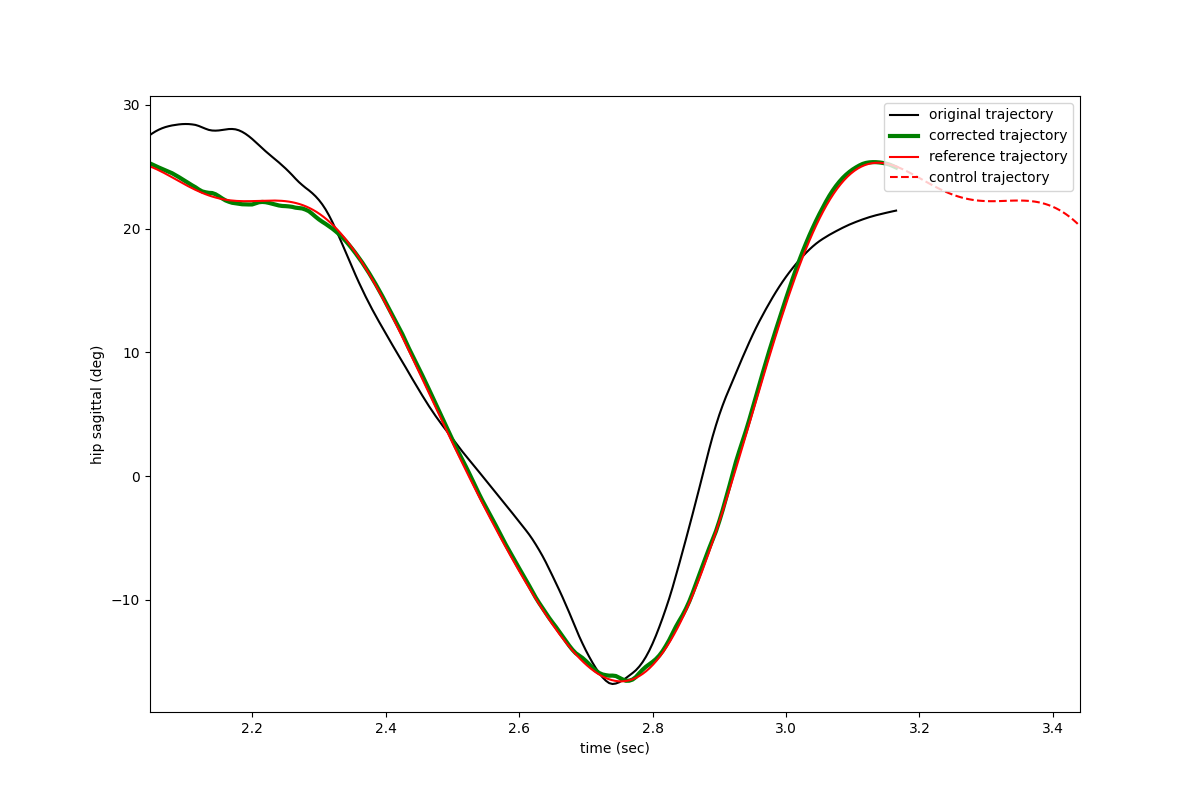 30
20
10
0
−10
hip sagittal (deg)
original trajectory
corrected trajectory
reference trajectory
control trajectory
2.2 2.4 2.6 2.8 3.0 3.2 3.4
time (sec)